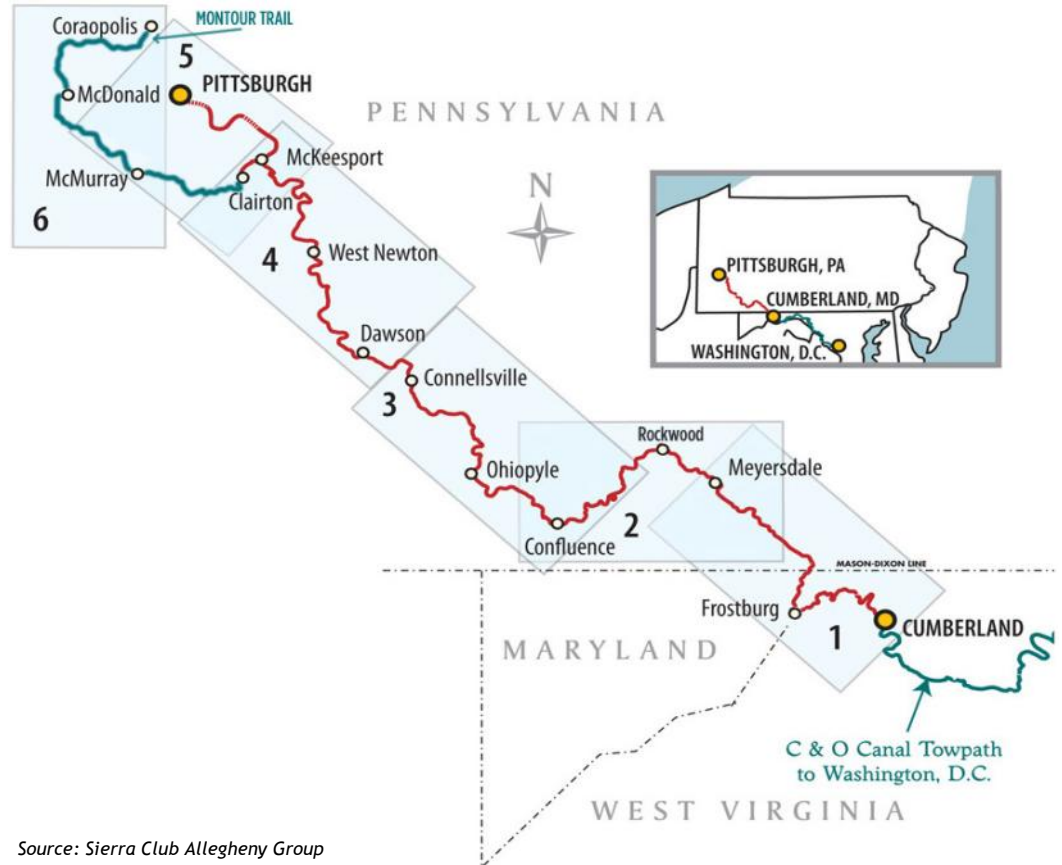 Coraopolis
MONTOUR TRAIL
5
PITTSBURGH
McDonald
PENNSYLVANIA
McKeesport
McMurray
Clairton
N
6
4
West Newton
PITTSBURGH, PA
CUMBERLAND, MD
WASHINGTON, D.C.
Dawson
Connellsville
3
Rockwood
Ohiopyle
Meyersdale
2
Confluence
MASON-DIXON LINE
Frostburg
1
CUMBERLAND
MARYLAND
C & O Canal Towpath
to Washington, D.C.
WEST VIRGINIA
Source: Sierra Club Allegheny Group